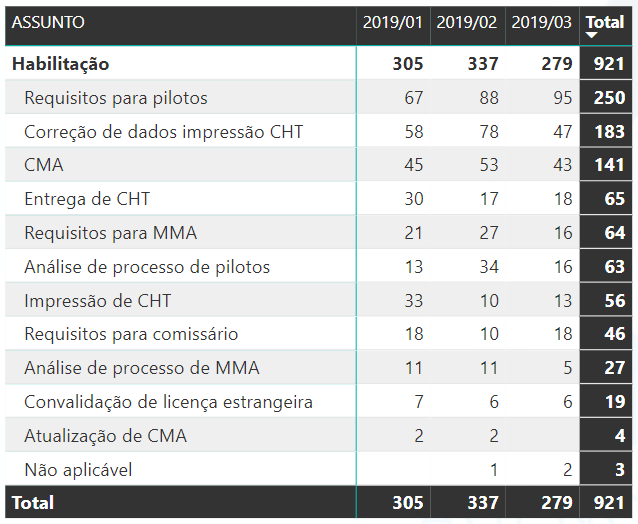 ASSUNTO 2019/01 2019/02 2019/03 Total
Habilitação 305 337 279 921
Requisitos para pilotos 67 88 95 250
Correção de dados impressão CHT 58 78 47 183
CMA 45 53 43 141
Entrega de CHT 30 17 18 65
Requisitos para MMA 21 27 16 64
Análise de processo de pilotos 13 34 16 63
Impressão de CHT 33 10 13 56
Requisitos para comissário 18 10 18 46
Análise de processo de MMA 11 11 5 27
Convalidação de licença estrangeira 7 6 6 19
Atualização de CMA 2 2 4
Não aplicável 1 2 3
Total 305 337 279 921